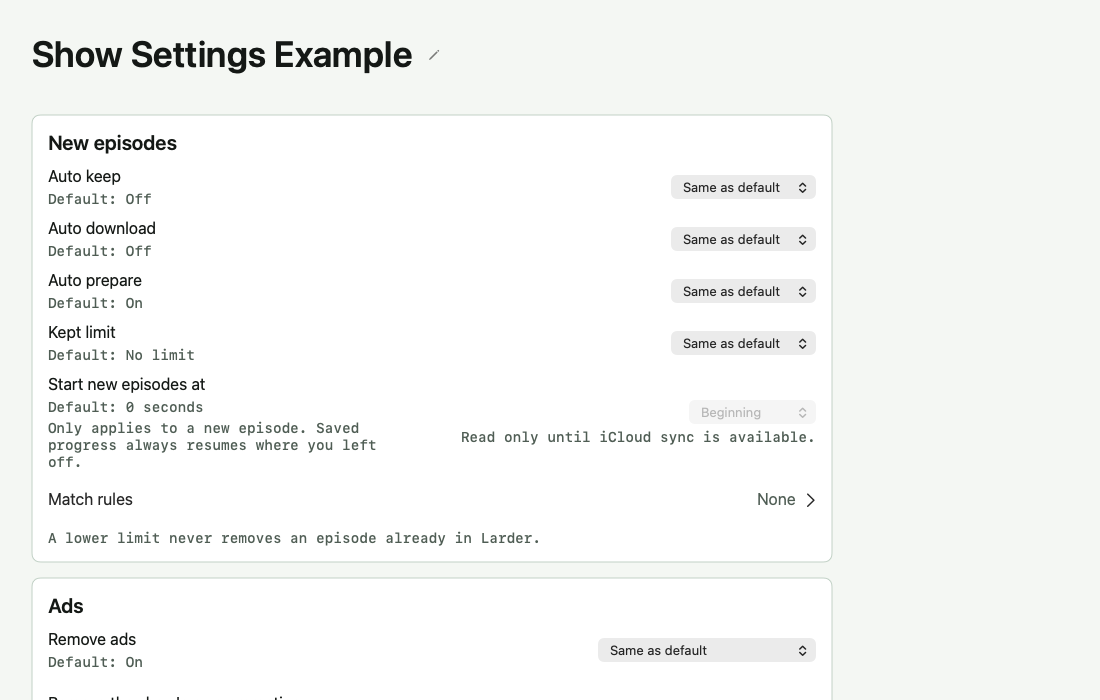 Show Settings Example
New episodes
Auto keep
Default: Off
Same as default
Auto download
Default: Off
Same as default
Auto prepare
Default: On
Same as default
Kept limit
Default: No limit
Same as default
Start new episodes at
Default: 0 seconds
Only applies to a new episode. Saved
progress always resumes where you left
off.
Beginning
Read only until iCloud sync is available.
Match rules
None
A lower limit never removes an episode already in Larder.
Ads
Remove ads
Default: On
Same as default